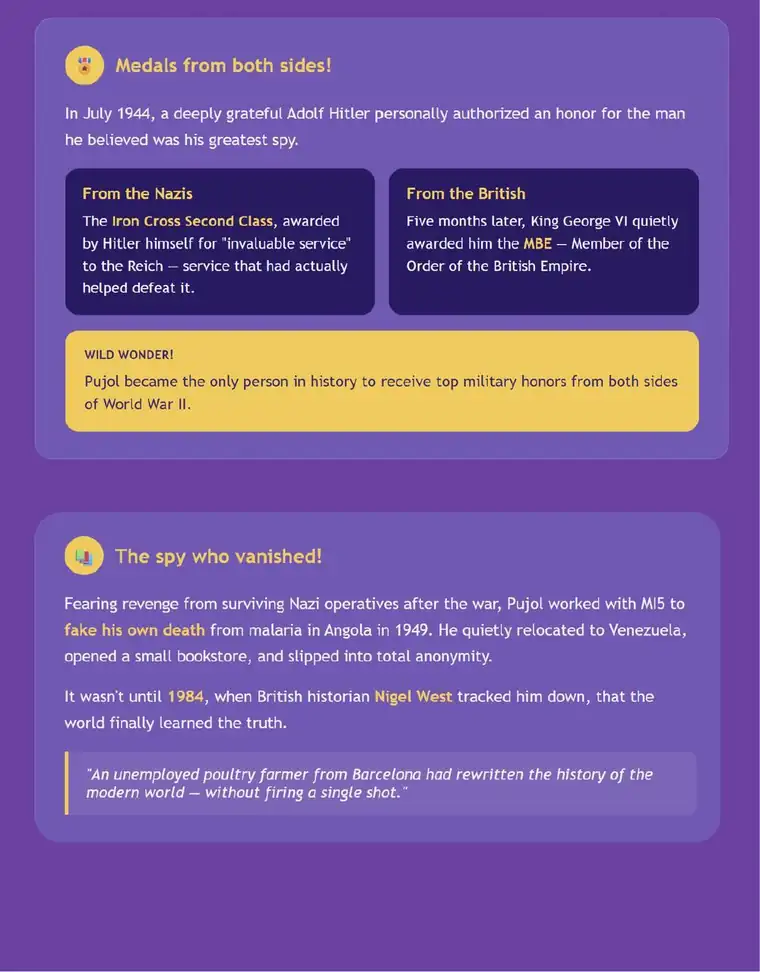 Medals from both sides!
In July 1944, a deeply grateful Adolf Hitler personally authorized an honor for the man
he believed was his greatest spy.
From the Nazis
The Iron Cross Second Class, awarded
by Hitler himself for "invaluable service"
to the Reich — service that had actually
helped defeat it.
From the British
Five months later, King George VI quietly
awarded him the MBE — Member of the
Order of the British Empire.
WILD WONDER!
Pujol became the only person in history to receive top military honors from both sides
of World War II.
The spy who vanished!
Fearing revenge from surviving Nazi operatives after the war, Pujol worked with MI5 to
fake his own death from malaria in Angola in 1949. He quietly relocated to Venezuela,
opened a small bookstore, and slipped into total anonymity.
It wasn't until 1984, when British historian Nigel West tracked him down, that the
world finally learned the truth.
"An unemployed poultry farmer from Barcelona had rewritten the history of the
modern world — without firing a single shot."